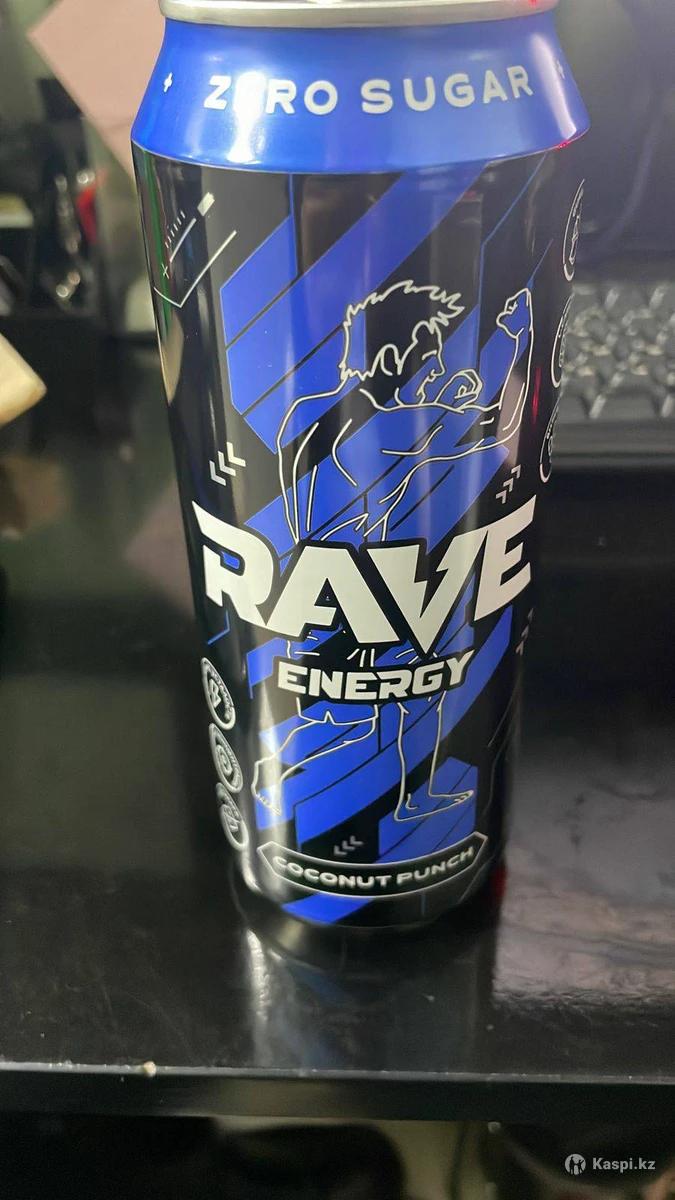 ZERO SUGAR
RAVE
ENERGY
COCONUT PUNCH
Kaspi.kz